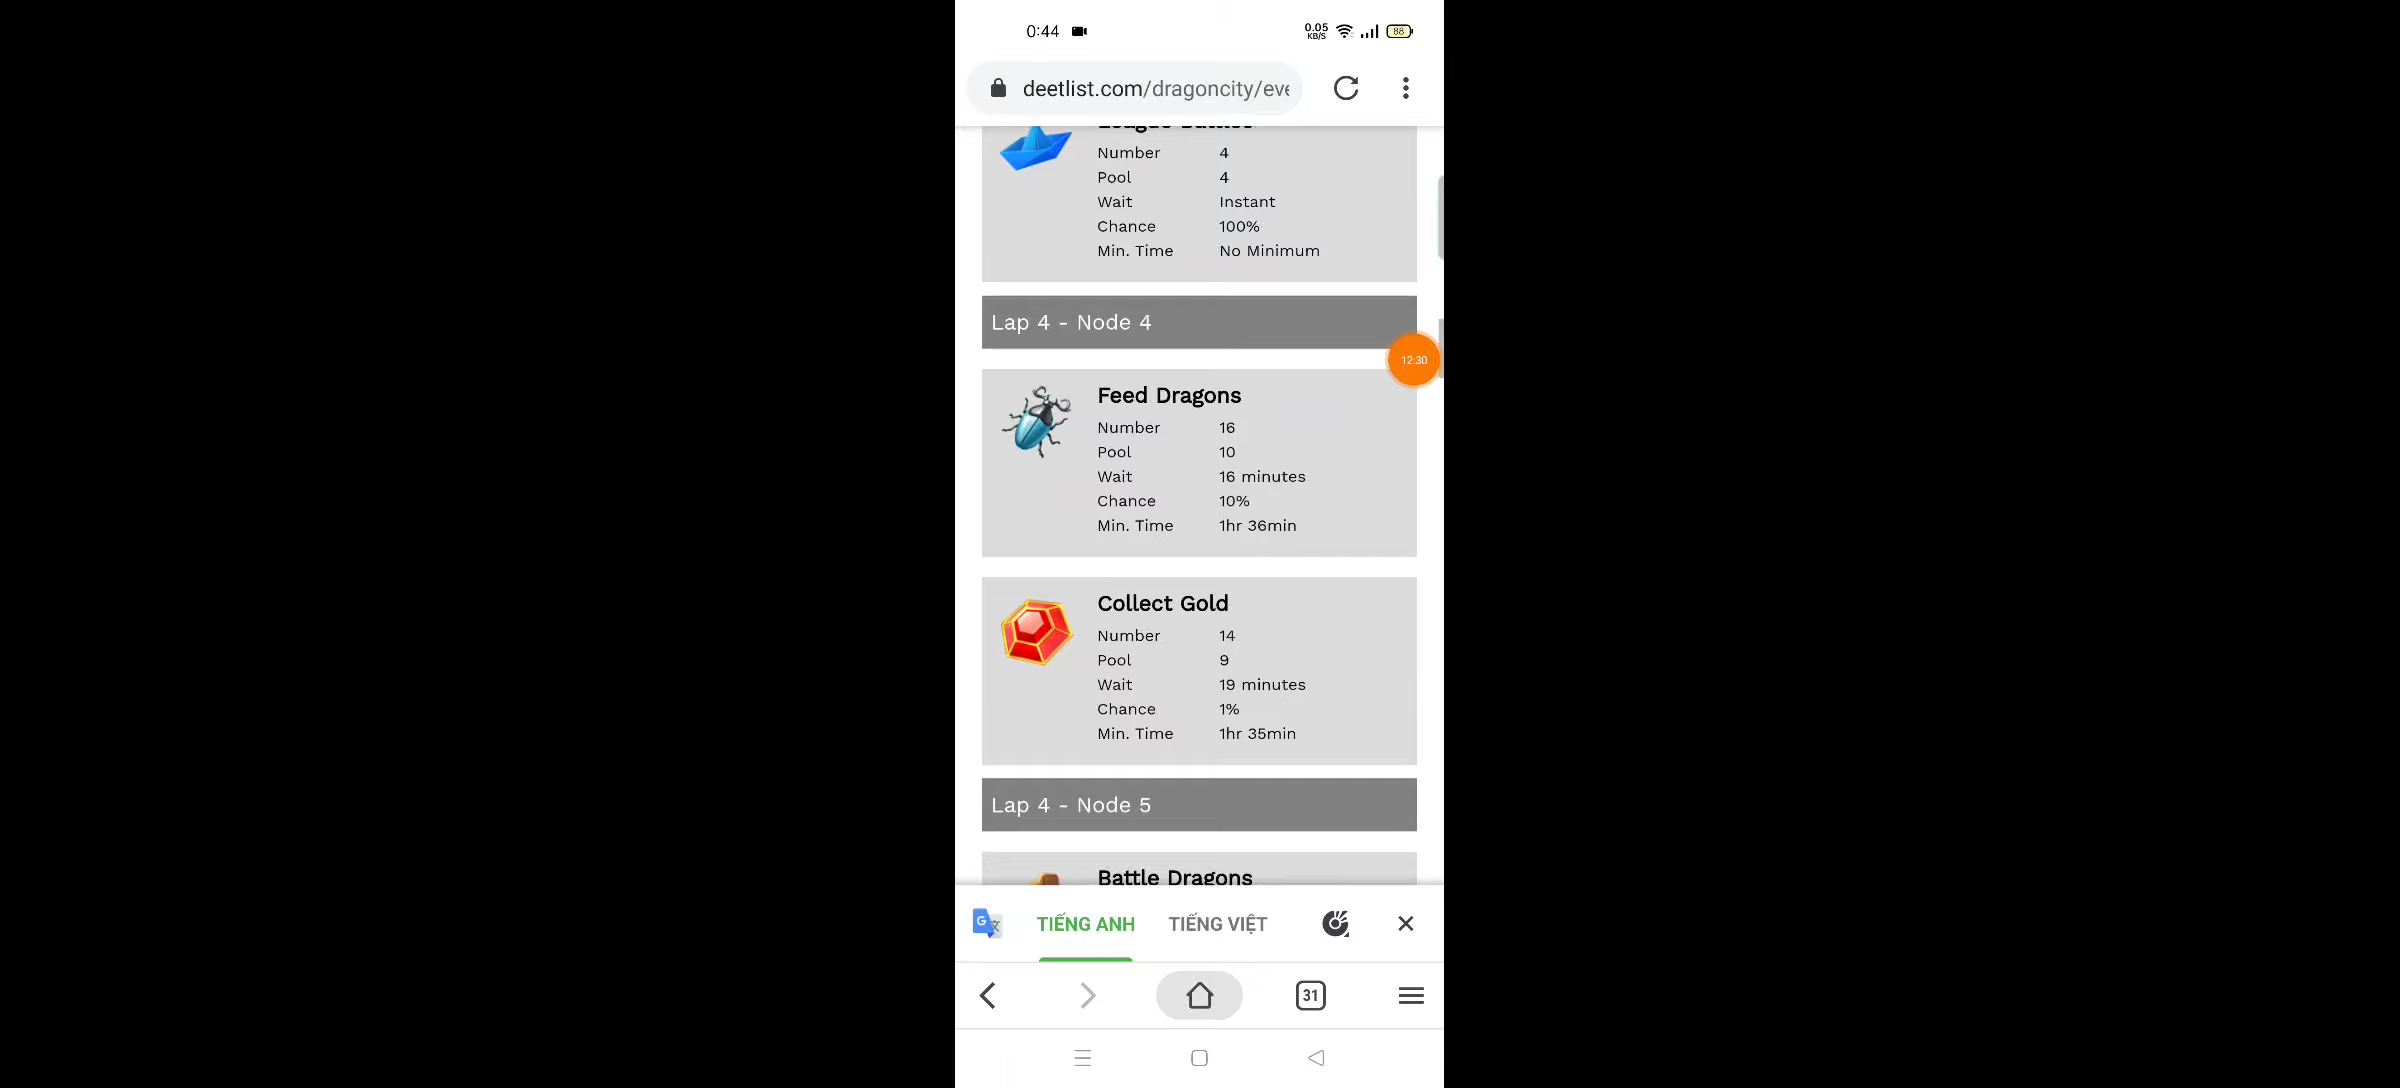 0:44
0.05
KB/S
88
deetlist.com/dragoncity/eve
League Battles
Number 4
Pool 4
Wait Instant
Chance 100%
Min. Time No Minimum
Lap 4 - Node 4
12:30
Feed Dragons
Number 16
Pool 10
Wait 16 minutes
Chance 10%
Min. Time 1hr 36min
Collect Gold
Number 14
Pool 9
Wait 19 minutes
Chance 1%
Min. Time 1hr 35min
Lap 4 - Node 5
Battle Dragons
TIẾNG ANH TIẾNG VIỆT
31